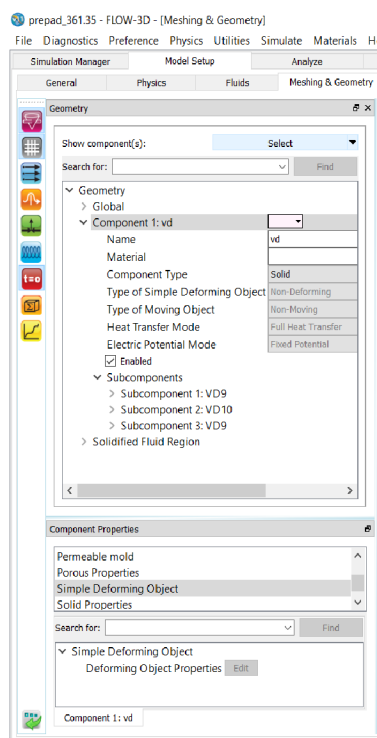 prepad_361.35 - FLOW-3D - [Meshing & Geometry]
File Diagnostics Preference Physics Utilities Simulate Materials H
Simulation Manager Model Setup Analyze
General Physics Fluids Meshing & Geometry
Geometry
Show component(s): Select
Search for: Find
Geometry
Global
Component 1: vd
Name vd
Material
Component Type Solid
Type of Simple Deforming Object Non-Deforming
Type of Moving Object Non-Moving
Heat Transfer Mode Full Heat Transfer
Electric Potential Mode Fixed Potential
Enabled
Subcomponents
Subcomponent 1: VD9
Subcomponent 2: VD10
Subcomponent 3: VD9
Solidified Fluid Region
t=0
Component Properties
Permeable mold
Porous Properties
Simple Deforming Object
Solid Properties
Search for: Find
Simple Deforming Object
Deforming Object Properties Edit
Component 1: vd